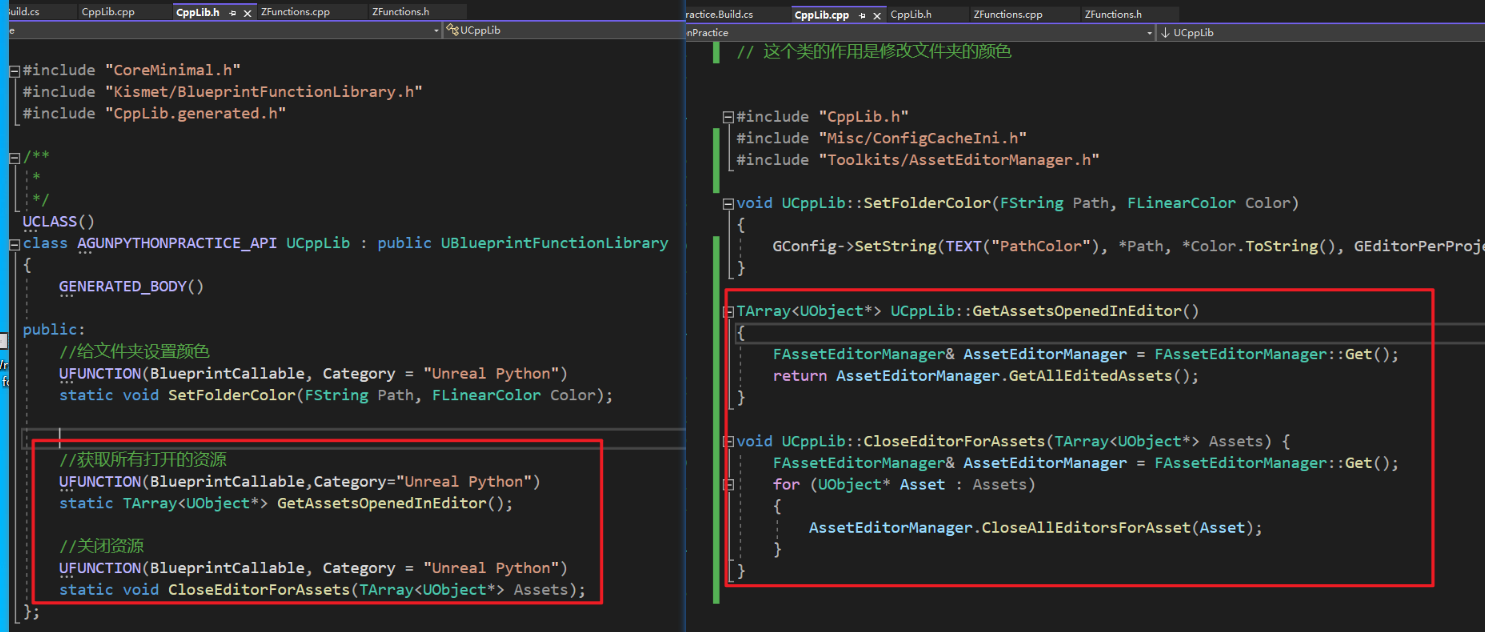 CppLib.cpp
CppLib.h
ZFunctions.cpp
ZFunctions.h
UCppLib
#include "CoreMinimal.h"
#include "Kismet/BlueprintFunctionLibrary.h"
#include "CppLib.generated.h"
/**
*
*/
UCLASS()
class AGUNPYTHONPRACTICE_API UCppLib : public UBlueprintFunctionLibrary
{
GENERATED_BODY()
public:
//给文件夹设置颜色
UFUNCTION(BlueprintCallable, Category = "Unreal Python")
static void SetFolderColor(FString Path, FLinearColor Color);
//获取所有打开的资源
UFUNCTION(BlueprintCallable,Category="Unreal Python")
static TArray<UObject*> GetAssetsOpenedInEditor();
//关闭资源
UFUNCTION(BlueprintCallable, Category = "Unreal Python")
static void CloseEditorForAssets(TArray<UObject*> Assets);
};
ractice.Build.cs
CppLib.cpp
CppLib.h
ZFunctions.cpp
ZFunctions.h
nPractice
UCppLib
// 这个类的作用是修改文件夹的颜色
#include "CppLib.h"
#include "Misc/ConfigCacheIni.h"
#include "Toolkits/AssetEditorManager.h"
void UCppLib::SetFolderColor(FString Path, FLinearColor Color)
{
GConfig->SetString(TEXT("PathColor"), *Path, *Color.ToString(), GEditorPerProje
}
TArray<UObject*> UCppLib::GetAssetsOpenedInEditor()
{
FAssetEditorManager& AssetEditorManager = FAssetEditorManager::Get();
return AssetEditorManager.GetAllEditedAssets();
}
void UCppLib::CloseEditorForAssets(TArray<UObject*> Assets) {
FAssetEditorManager& AssetEditorManager = FAssetEditorManager::Get();
for (UObject* Asset : Assets)
{
AssetEditorManager.CloseAllEditorsForAsset(Asset);
}
}